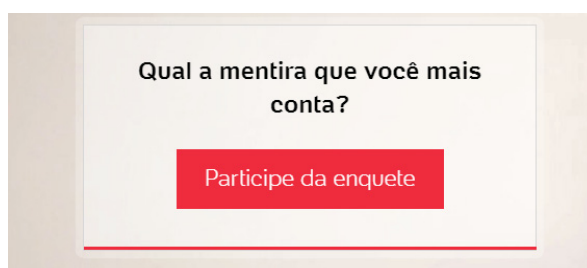 Qual a mentira que você mais
conta?
Participe da enquete